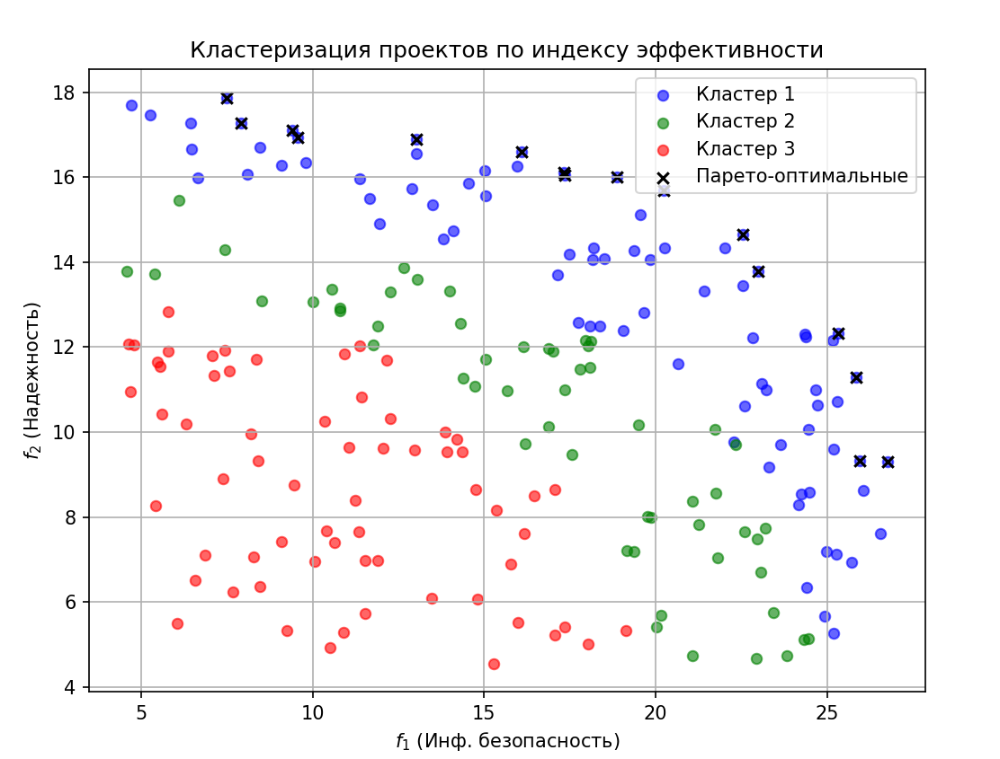 Кластеризация проектов по индексу эффективности
Кластер 1
Кластер 2
Кластер 3
Парето-оптимальные
18
16
14
12
10
8
6
4
f₂ (Надежность)
5 10 15 20 25
f₁ (Инф. безопасность)